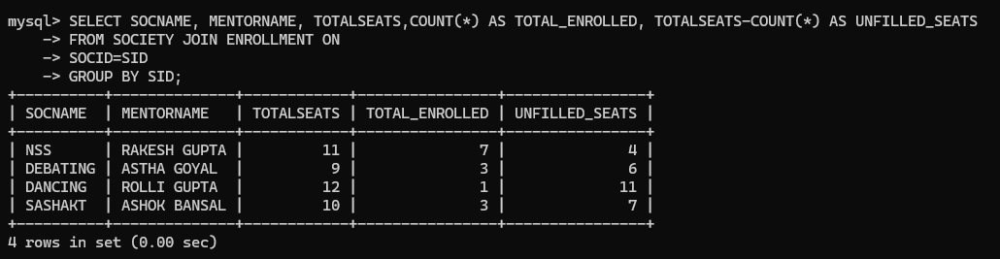 mysql> SELECT SOCNAME, MENTORNAME, TOTALSEATS,COUNT(*) AS TOTAL_ENROLLED, TOTALSEATS-COUNT(*) AS UNFILLED_SEATS
    -> FROM SOCIETY JOIN ENROLLMENT ON
    -> SOCID=SID
    -> GROUP BY SID;
+----------+--------------+------------+----------------+----------------+
| SOCNAME  | MENTORNAME   | TOTALSEATS | TOTAL_ENROLLED | UNFILLED_SEATS |
+----------+--------------+------------+----------------+----------------+
| NSS      | RAKESH GUPTA |         11 |              7 |              4 |
| DEBATING | ASTHA GOYAL  |          9 |              3 |              6 |
| DANCING  | ROLLI GUPTA  |         12 |              1 |             11 |
| SASHAKT  | ASHOK BANSAL |         10 |              3 |              7 |
+----------+--------------+------------+----------------+----------------+
4 rows in set (0.00 sec)